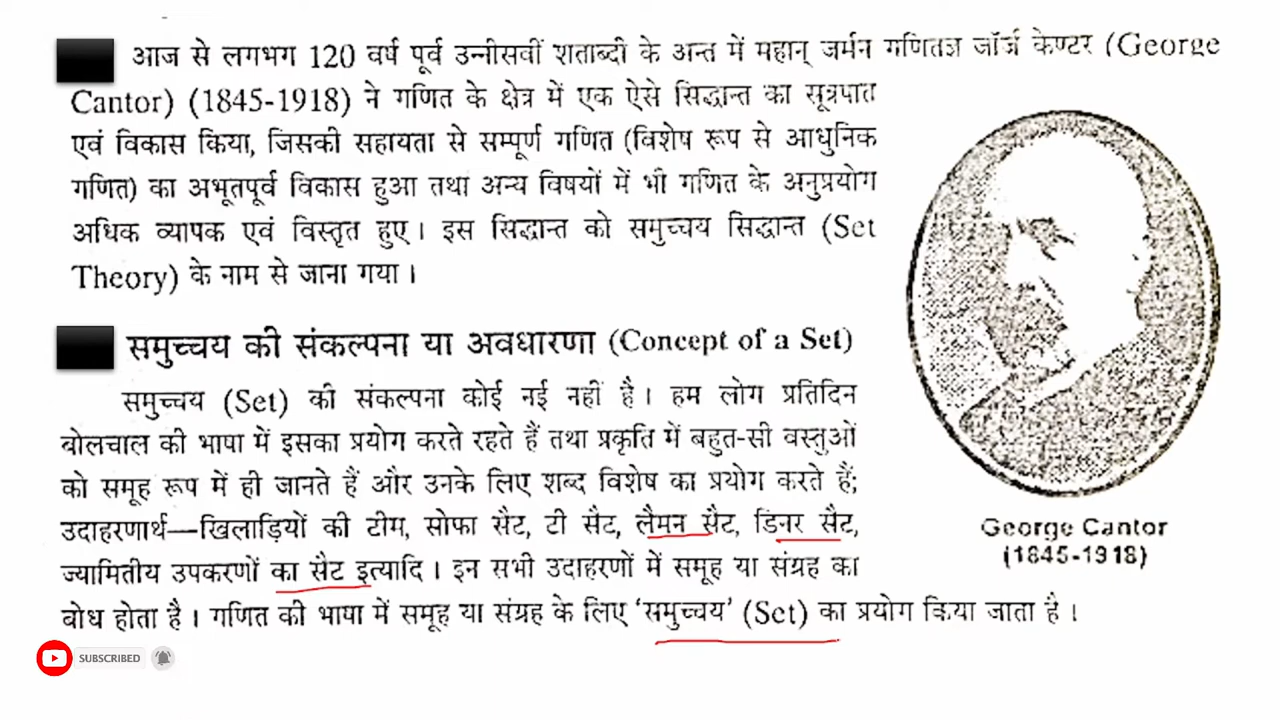 आज से लगभग 120 वर्ष पूर्व उन्नीसवीं शताब्दी के अन्त में महान् जर्मन गणितज्ञ जॉर्ज केण्टर (George
Cantor) (1845-1918) ने गणित के क्षेत्र में एक ऐसे सिद्धान्त का सूत्रपात
एवं विकास किया, जिसकी सहायता से सम्पूर्ण गणित (विशेष रूप से आधुनिक
गणित) का अभूतपूर्व विकास हुआ तथा अन्य विषयों में भी गणित के अनुप्रयोग
अधिक व्यापक एवं विस्तृत हुए। इस सिद्धान्त को समुच्चय सिद्धान्त (Set
Theory) के नाम से जाना गया।
समुच्चय की संकल्पना या अवधारणा (Concept of a Set)
समुच्चय (Set) की संकल्पना कोई नई नहीं है। हम लोग प्रतिदिन
बोलचाल की भाषा में इसका प्रयोग करते रहते हैं तथा प्रकृति में बहुत-सी वस्तुओं
को समूह रूप में ही जानते हैं और उनके लिए शब्द विशेष का प्रयोग करते हैं;
उदाहरणार्थ—खिलाड़ियों की टीम, सोफा सैट, टी सैट, लैमन सैट, डिनर सैट,
ज्यामितीय उपकरणों का सैट इत्यादि। इन सभी उदाहरणों में समूह या संग्रह का
बोध होता है। गणित की भाषा में समूह या संग्रह के लिए 'समुच्चय' (Set) का प्रयोग किया जाता है।
George Cantor
(1845-1918)
SUBSCRIBED